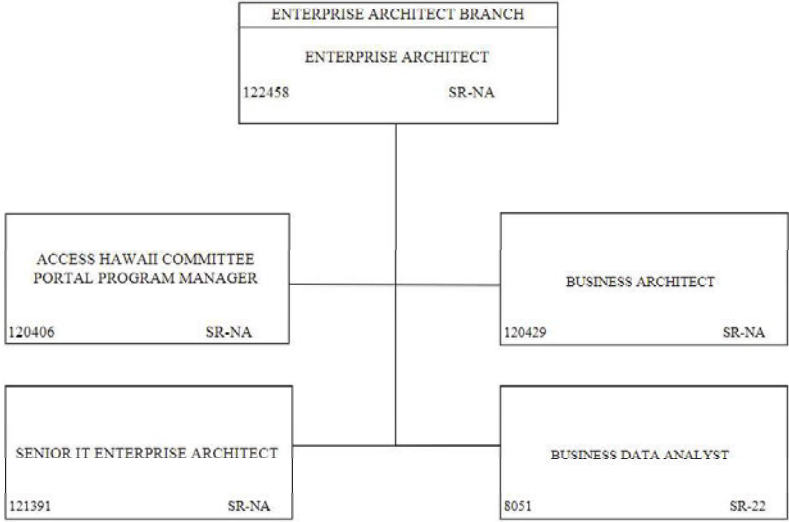 ENTERPRISE ARCHITECT BRANCH
ENTERPRISE ARCHITECT
122458 SR-NA
ACCESS HAWAII COMMITTEE
PORTAL PROGRAM MANAGER
120406 SR-NA
BUSINESS ARCHITECT
120429 SR-NA
SENIOR IT ENTERPRISE ARCHITECT
121391 SR-NA
BUSINESS DATA ANALYST
8051 SR-22